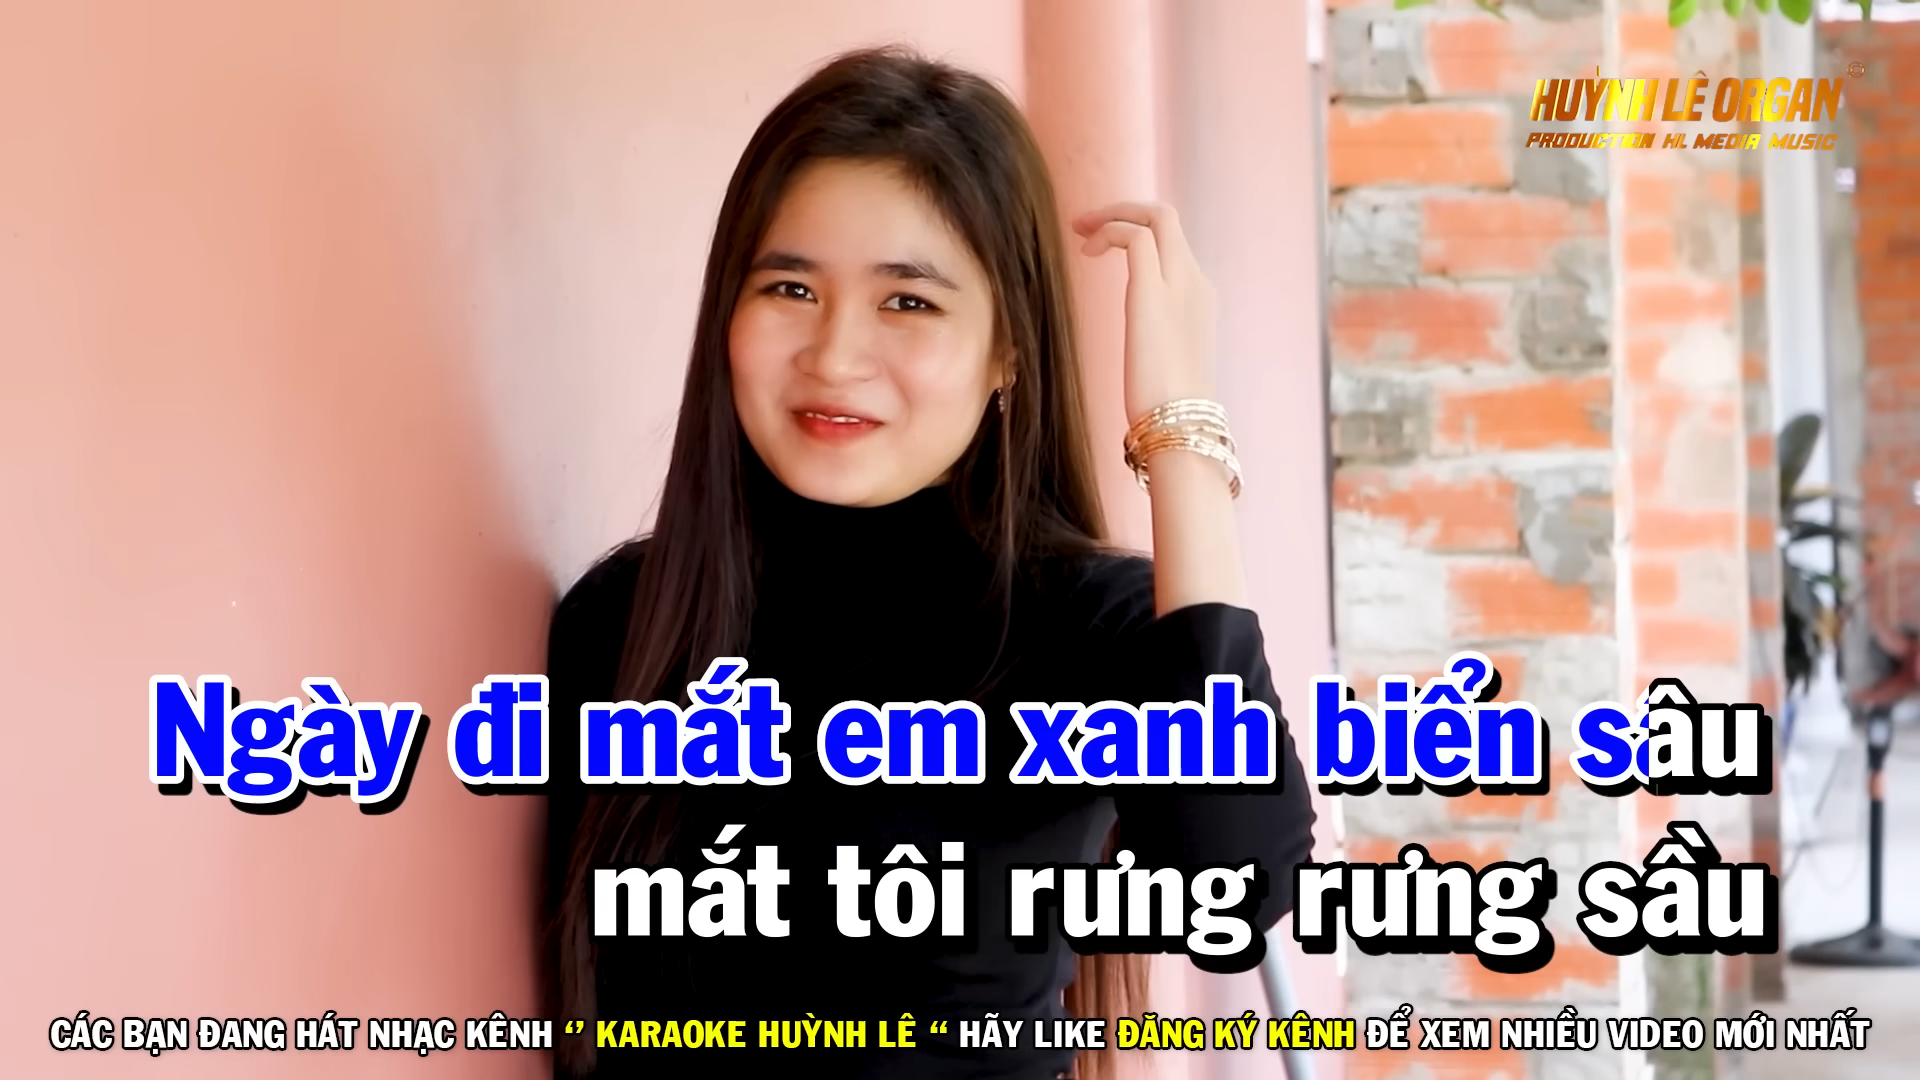 HUỲNH LÊ ORGAN
PRODUCTION HL MEDIA MUSIC
Ngày đi mắt em xanh biển sâu
mắt tôi rưng rưng sầu
CÁC BẠN ĐANG HÁT NHẠC KÊNH ‘’ KARAOKE HUỲNH LÊ “ HÃY LIKE ĐĂNG KÝ KÊNH ĐỂ XEM NHIỀU VIDEO MỚI NHẤT